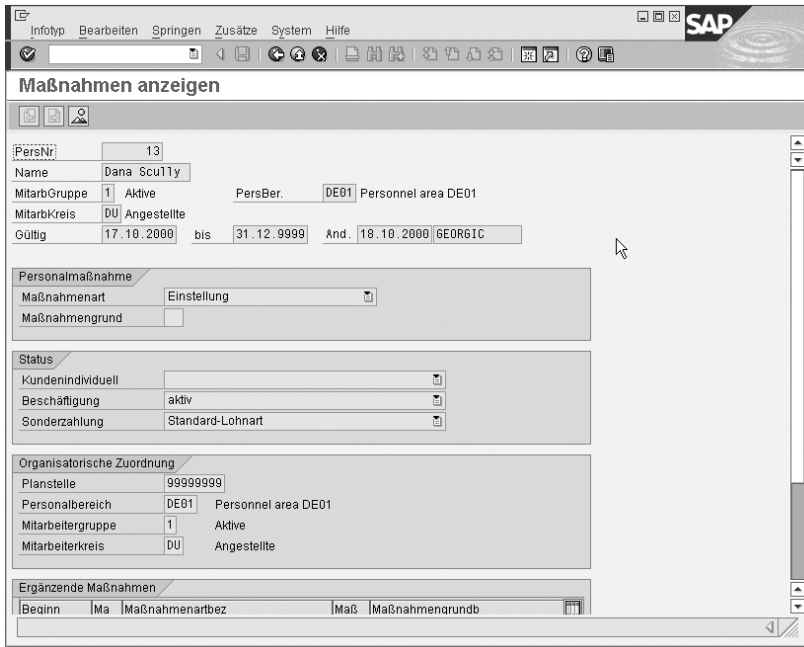 Infotyp Bearbeiten Springen Zusätze System Hilfe
SAP
Maßnahmen anzeigen
PersNr 13
Name Dana Scully
MitarbGruppe 1 Aktive PersBer. DE01 Personnel area DE01
MitarbKreis DU Angestellte
Gültig 17.10.2000 bis 31.12.9999 Änd. 18.10.2000 GEORGIC
Personalmaßnahme
Maßnahmenart Einstellung
Maßnahmengrund
Status
Kundenindividuell
Beschäftigung aktiv
Sonderzahlung Standard-Lohnart
Organisatorische Zuordnung
Planstelle 99999999
Personalbereich DE01 Personnel area DE01
Mitarbeitergruppe 1 Aktive
Mitarbeiterkreis DU Angestellte
Ergänzende Maßnahmen
Beginn Ma Maßnahmenartbez Maß Maßnahmengrundb